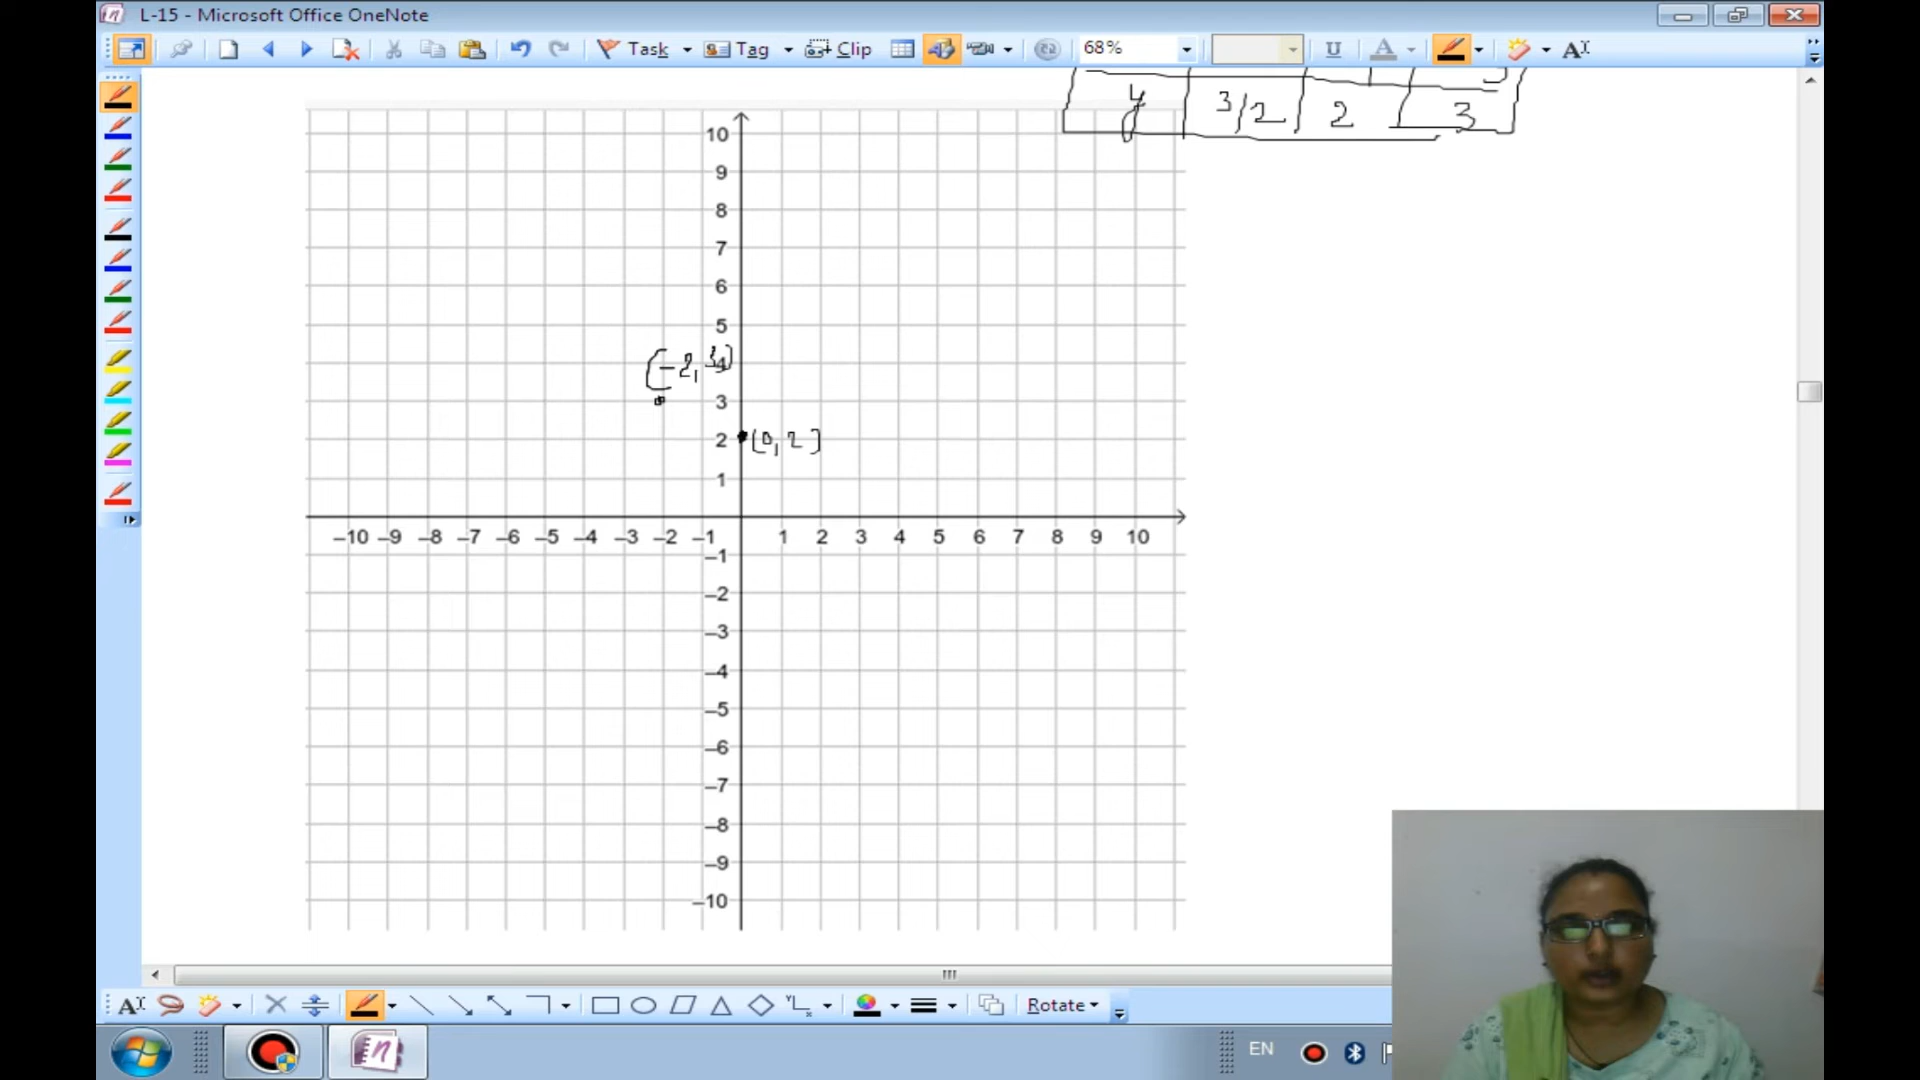 L-15 - Microsoft Office OneNote
Task Tag Clip 68% U A
y 3/2 2 3
10
9
8
7
6
5
(-2, 3) 4
3
2 (0, 2)
1
–10 –9 –8 –7 –6 –5 –4 –3 –2 –1 1 2 3 4 5 6 7 8 9 10
–1
–2
–3
–4
–5
–6
–7
–8
–9
–10
Rotate
EN